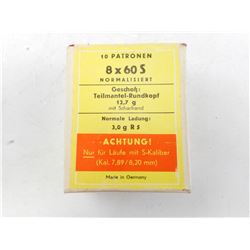 10 PATRONEN
8 x 60 S
NORMALISIERT
Geschoß:
Teilmantel-Rundkopf
12,7 g
mit Scharfrand
Normale Ladung:
3,0 g R 5
ACHTUNG!
Nur für Läufe mit S-Kaliber
(Kal. 7,89/8,20 mm)
Made in Germany